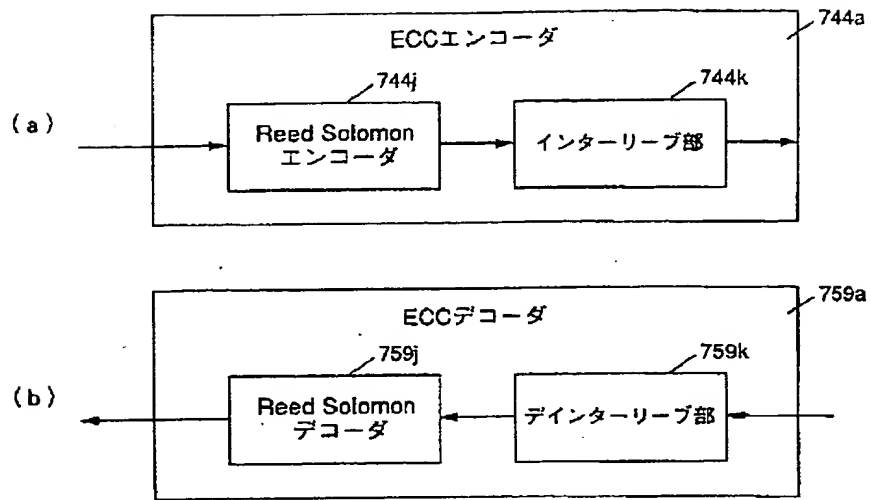 ECCエンコーダ
744a
744j
744k
(a)
Reed Solomon
エンコーダ
インターリーブ部
ECCデコーダ
759a
759j
759k
(b)
Reed Solomon
デコーダ
デインターリーブ部